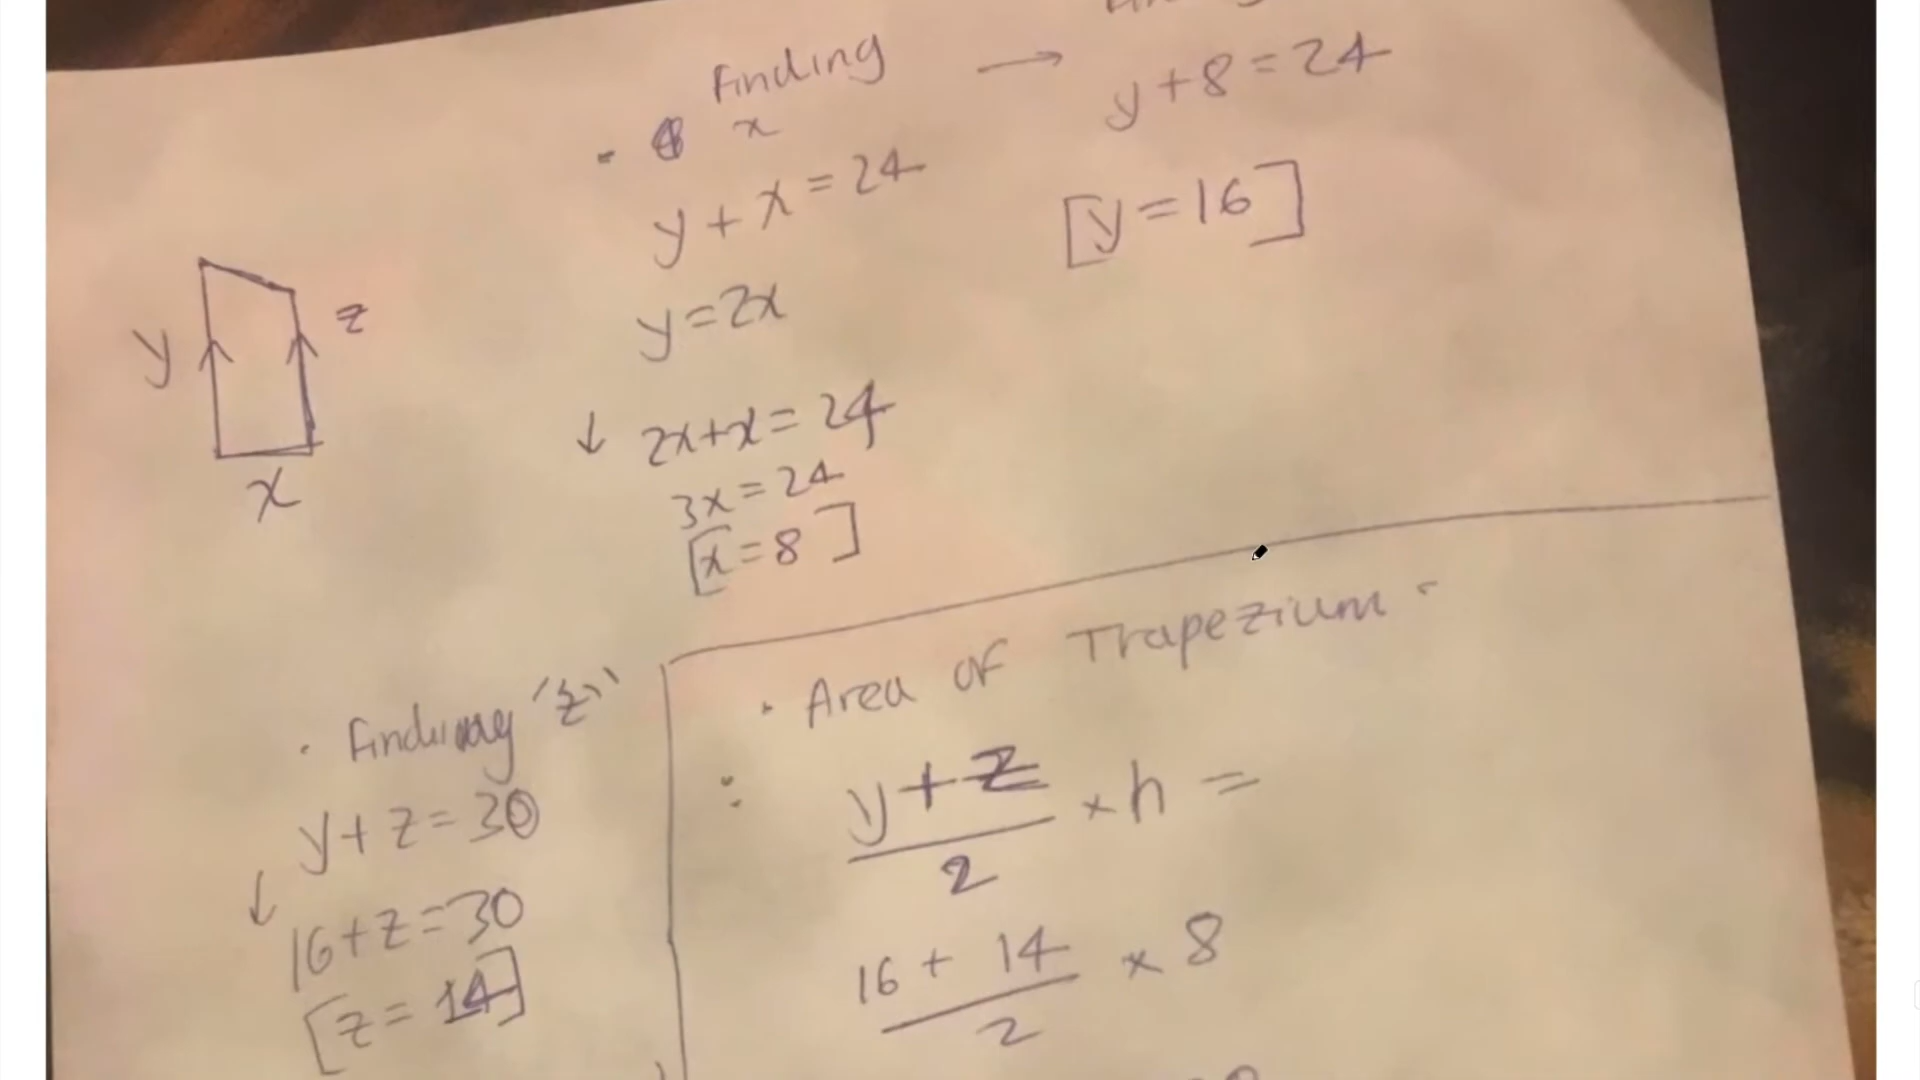 Finding
x
y + x = 24
y = 2x
↓ 2x+x = 24
3x = 24
[x = 8]
→
y + 8 = 24
[y = 16]
y
z
x
· Finding "z"
y + z = 30
↓
16 + z = 30
[z = 14]
· Area of Trapezium -
: y + z
2
× h =
16 + 14
2
× 8